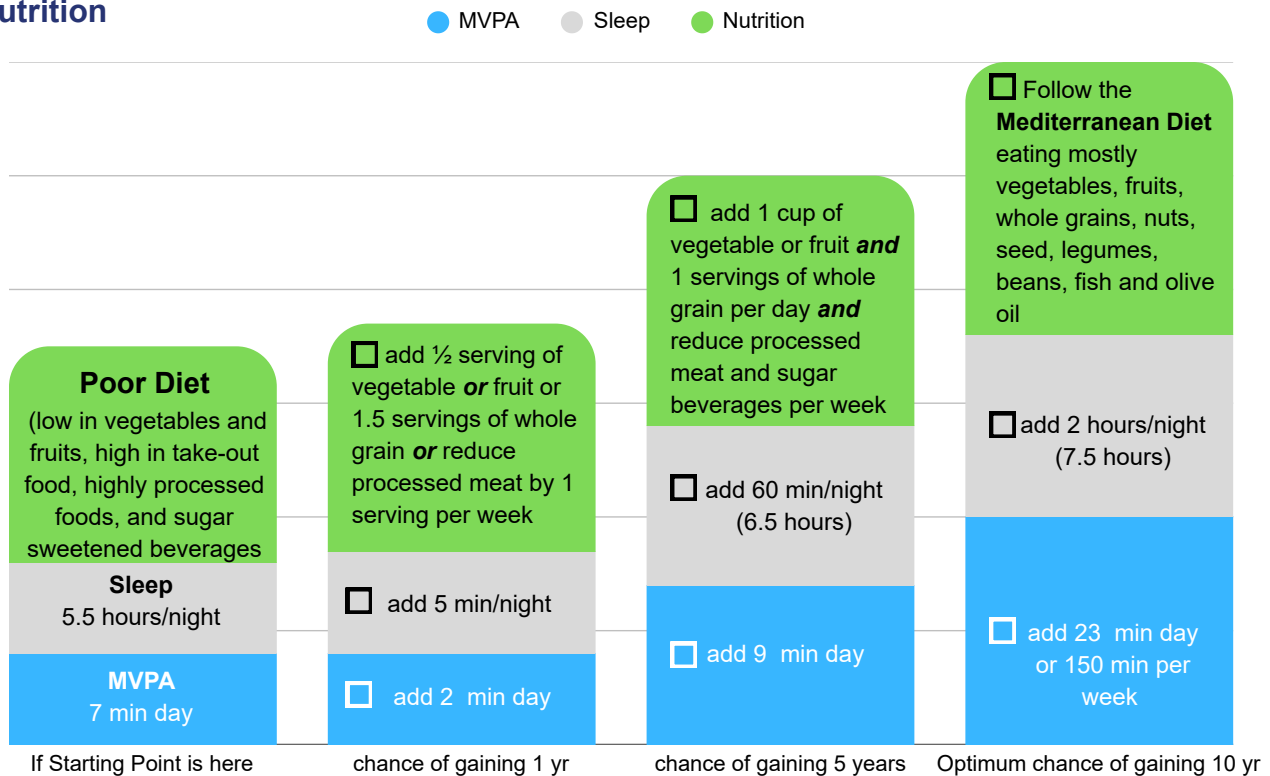 utrition
MVPA
Sleep
Nutrition
Poor Diet
(low in vegetables and
fruits, high in take-out
food, highly processed
foods, and sugar
sweetened beverages
Sleep
5.5 hours/night
MVPA
7 min day
If Starting Point is here
add ½ serving of
vegetable or fruit or
1.5 servings of whole
grain or reduce
processed meat by 1
serving per week
add 5 min/night
add 2 min day
chance of gaining 1 yr
add 1 cup of
vegetable or fruit and
1 servings of whole
grain per day and
reduce processed
meat and sugar
beverages per week
add 60 min/night
(6.5 hours)
add 9 min day
chance of gaining 5 years
Follow the
Mediterranean Diet
eating mostly
vegetables, fruits,
whole grains, nuts,
seed, legumes,
beans, fish and olive
oil
add 2 hours/night
(7.5 hours)
add 23 min day
or 150 min per
week
Optimum chance of gaining 10 yr